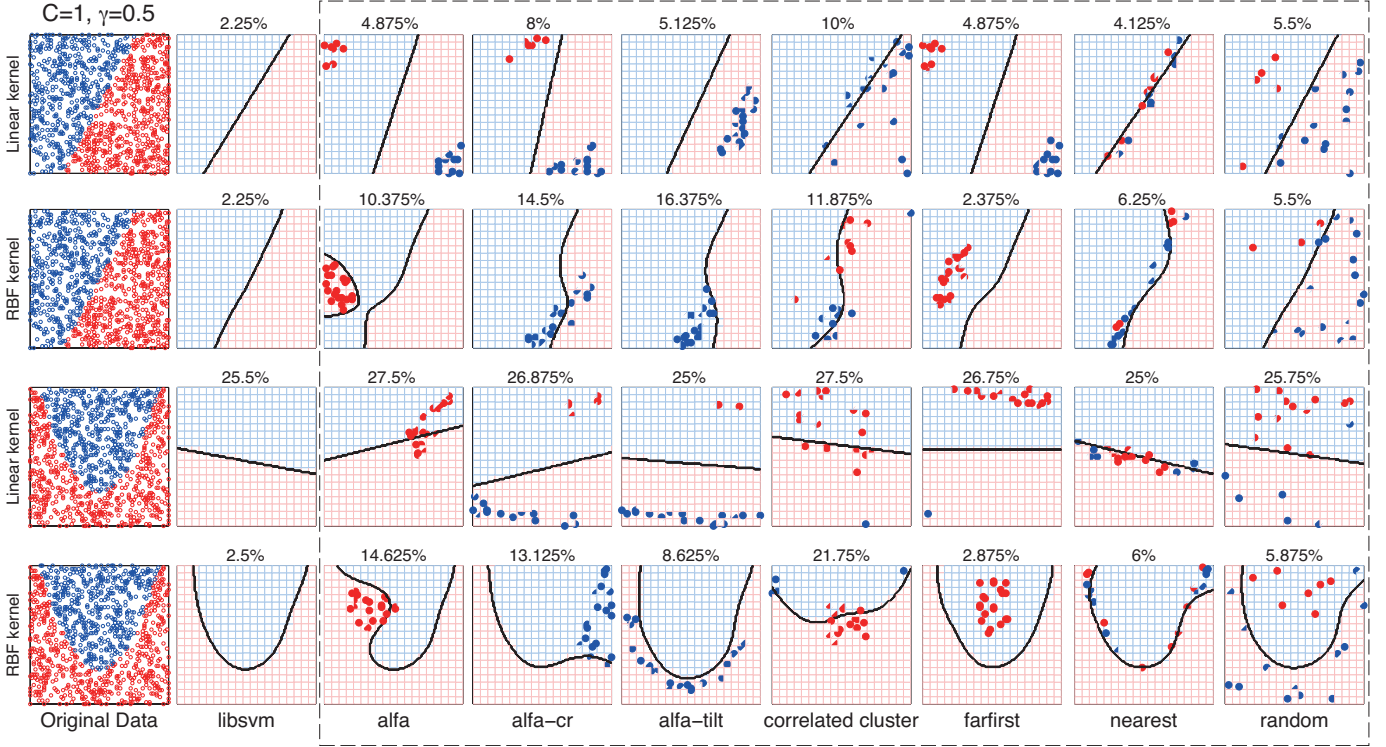 C=1, γ=0.5
Linear kernel
2.25% 4.875% 8% 5.125% 10% 4.875% 4.125% 5.5%
RBF kernel
2.25% 10.375% 14.5% 16.375% 11.875% 2.375% 6.25% 5.5%
Linear kernel
25.5% 27.5% 26.875% 25% 27.5% 26.75% 25% 25.75%
RBF kernel
2.5% 14.625% 13.125% 8.625% 21.75% 2.875% 6% 5.875%
Original Data libsvm alfa alfa−cr alfa−tilt correlated cluster farfirst nearest random